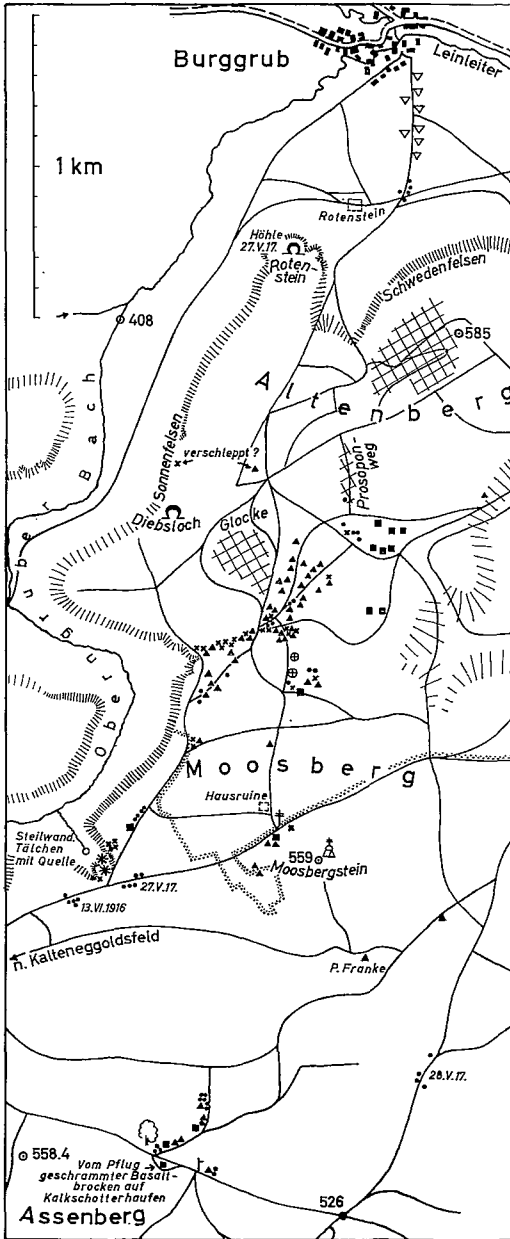 Burggrub
Leinleiter
1 km
Rotenstein
Höhle
27.V.17.
Roten-
stein
Schwedenfelsen
408
585
Altenberg
Sonnenfelsen
verschleppt?
Prosopon-
weg
Diebsloch
Glocke
Oberngruber Bach
Moosberg
Hausruine
Steilwand.
Tälchen
mit Quelle
559
Moosbergstein
27.V.17.
13.VI.1916
n. Kalteneggoldsfeld
P. Franke
28.V.17.
558.4
Vom Pflug
geschrammter Basalt-
brocken auf
Kalkschotterhaufen
Assenberg
526